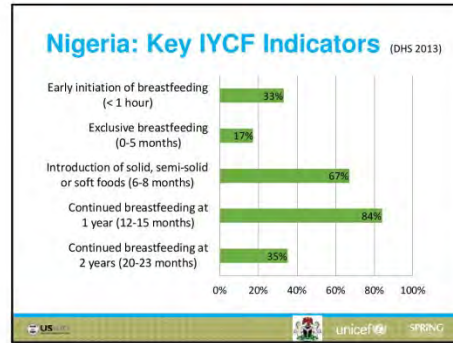 Nigeria: Key IYCF Indicators (DHS 2013)
Early initiation of breastfeeding
(< 1 hour)
33%
Exclusive breastfeeding
(0-5 months)
17%
Introduction of solid, semi-solid
or soft foods (6-8 months)
67%
Continued breastfeeding at
1 year (12-15 months)
84%
Continued breastfeeding at
2 years (20-23 months)
35%
0% 20% 40% 60% 80% 100%
unicef SPRING